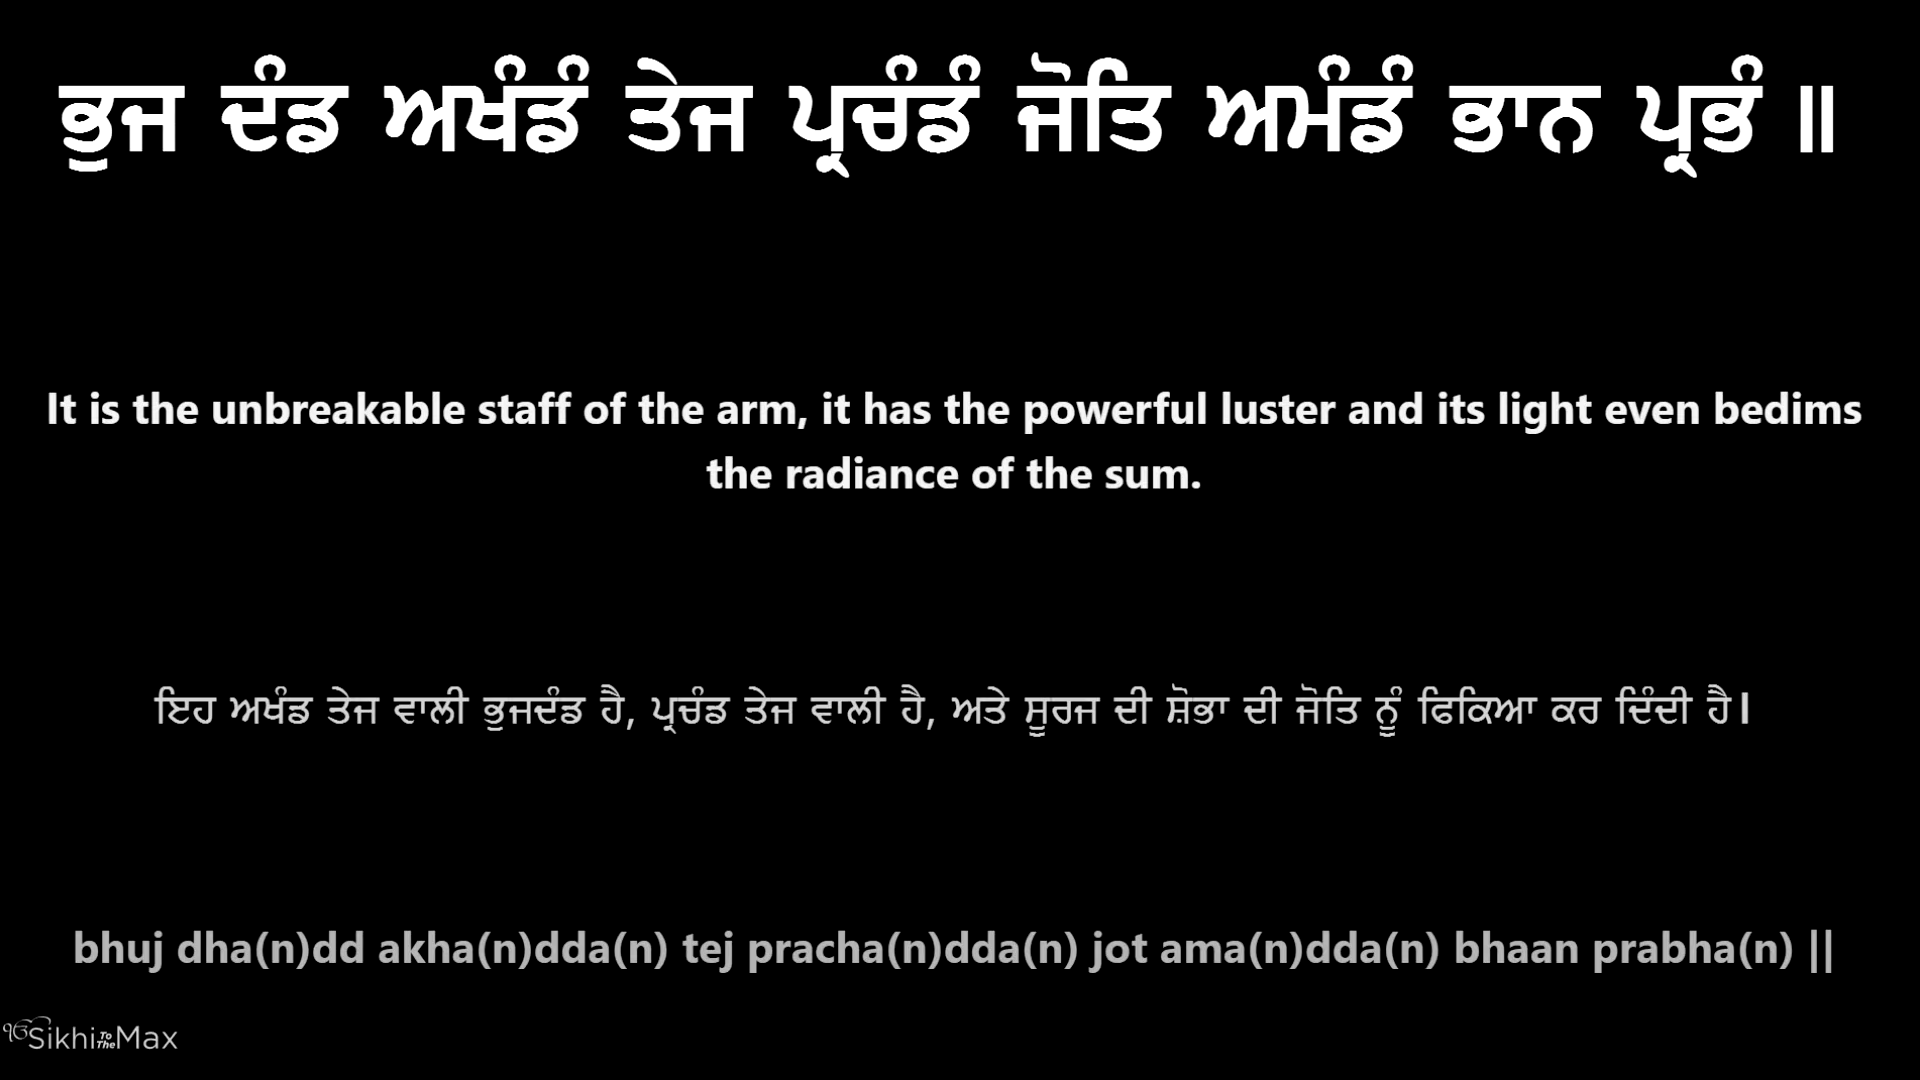 ਭੁਜ ਦੰਡ ਅਖੰਡੰ ਤੇਜ ਪ੍ਰਚੰਡੰ ਜੋਤਿ ਅਮੰਡੰ ਭਾਨ ਪ੍ਰਭੰ ॥
It is the unbreakable staff of the arm, it has the powerful luster and its light even bedims
the radiance of the sum.
ਇਹ ਅਖੰਡ ਤੇਜ ਵਾਲੀ ਭੁਜਦੰਡ ਹੈ, ਪ੍ਰਚੰਡ ਤੇਜ ਵਾਲੀ ਹੈ, ਅਤੇ ਸੂਰਜ ਦੀ ਸ਼ੋਭਾ ਦੀ ਜੋਤਿ ਨੂੰ ਫਿਕਿਆ ਕਰ ਦਿੰਦੀ ਹੈ।
bhuj dha(n)dd akha(n)dda(n) tej pracha(n)dda(n) jot ama(n)dda(n) bhaan prabha(n) ||
ੴSikhiToTheMax